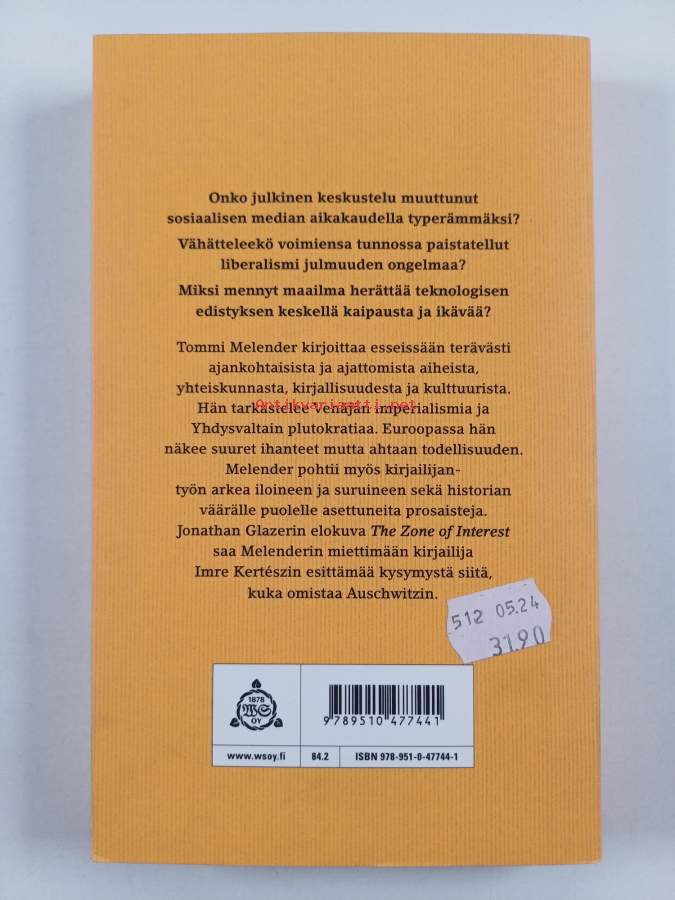 Onko julkinen keskustelu muuttunut
sosiaalisen median aikakaudella typerämmäksi?
Vähätteleekö voimiensa tunnossa paistatellut
liberalismi julmuuden ongelmaa?
Miksi mennyt maailma herättää teknologisen
edistyksen keskellä kaipausta ja ikävää?
Tommi Melender kirjoittaa esseissään terävästi
ajankohtaisista ja ajattomista aiheista,
yhteiskunnasta, kirjallisuudesta ja kulttuurista.
Antikvariaatti.net
Hän tarkastelee Venäjän imperialismia ja
Yhdysvaltain plutokratiaa. Euroopassa hän
näkee suuret ihanteet mutta ahtaan todellisuuden.
Melender pohtii myös kirjailijan-
työn arkea iloineen ja suruineen sekä historian
väärälle puolelle asettuneita prosaisteja.
Jonathan Glazerin elokuva The Zone of Interest
saa Melenderin miettimään kirjailija
Imre Kertészin esittämää kysymystä siitä,
kuka omistaa Auschwitzin.
512 05.24
31.90
1878
WS
OY
9 789510 477441
www.wsoy.fi
84.2
ISBN 978-951-0-47744-1